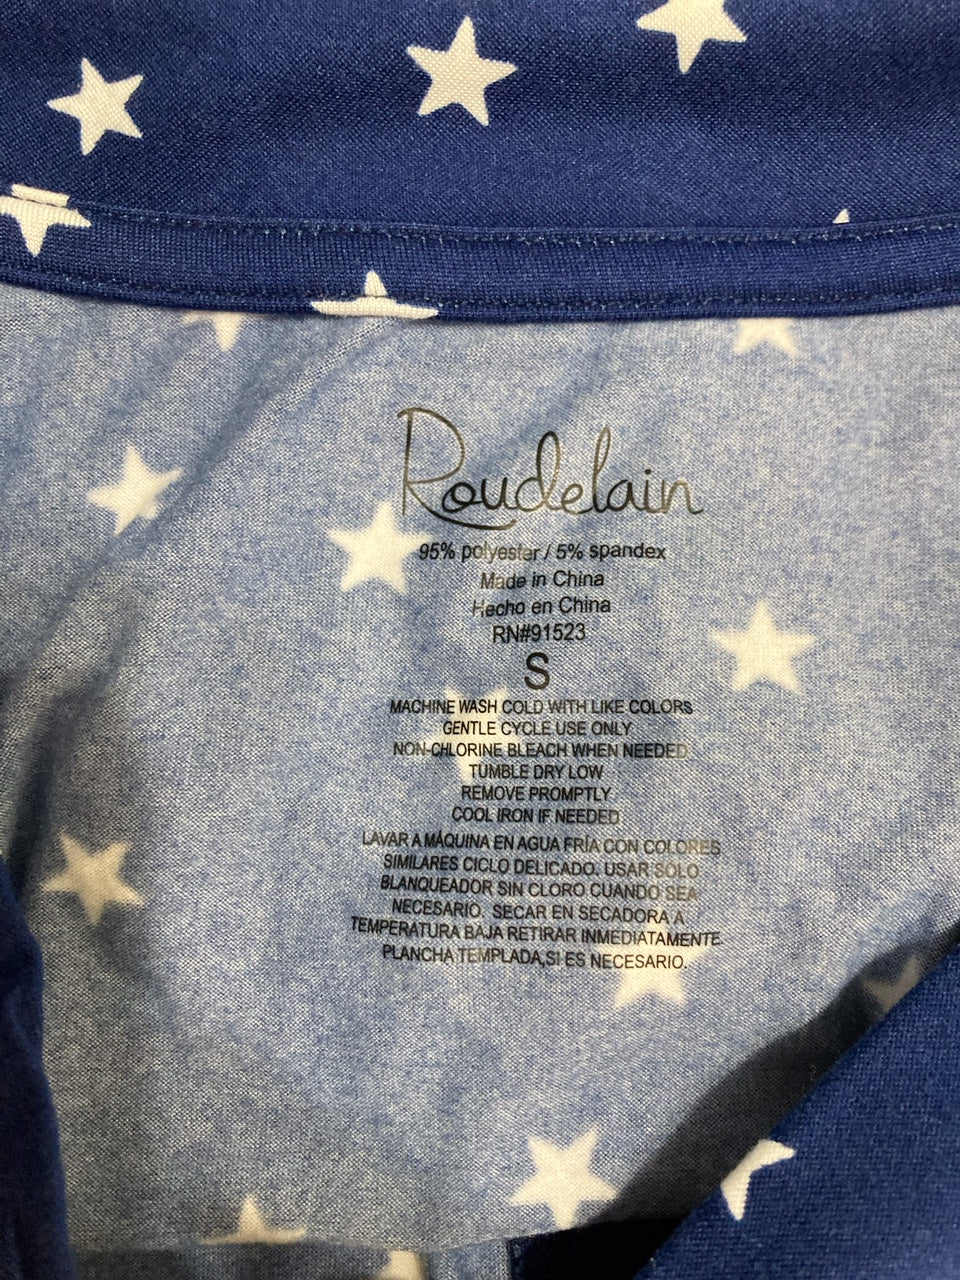 Roudelain
95% polyester / 5% spandex
Made in China
Hecho en China
RN#91523
S
MACHINE WASH COLD WITH LIKE COLORS
GENTLE CYCLE USE ONLY
NON-CHLORINE BLEACH WHEN NEEDED
TUMBLE DRY LOW
REMOVE PROMPTLY
COOL IRON IF NEEDED
LAVAR A MÁQUINA EN AGUA FRÍA CON COLORES
SIMILARES CICLO DELICADO. USAR SÓLO
BLANQUEADOR SIN CLORO CUANDO SEA
NECESARIO. SECAR EN SECADORA A
TEMPERATURA BAJA RETIRAR INMEDIATAMENTE.
PLANCHA TEMPLADA,SI ES NECESARIO.